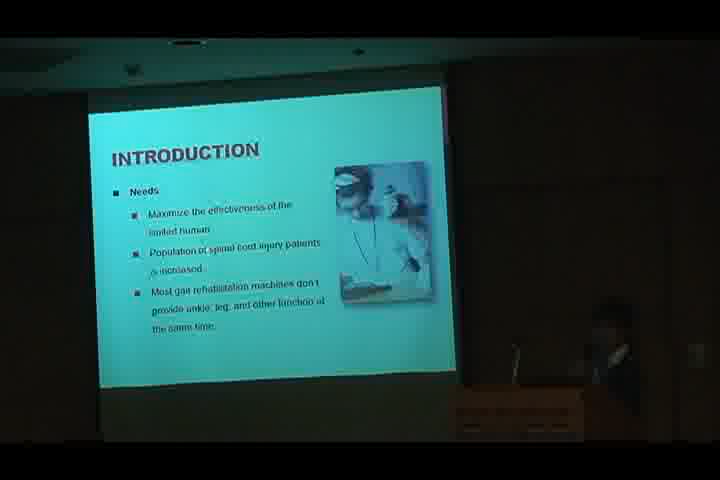 INTRODUCTION
Needs
Maximize the effectiveness of the
limited human
Population of spinal cord injury patients
is increased.
Most gait rehabilitation machines don't
provide ankle, leg, and other function at
the same time.